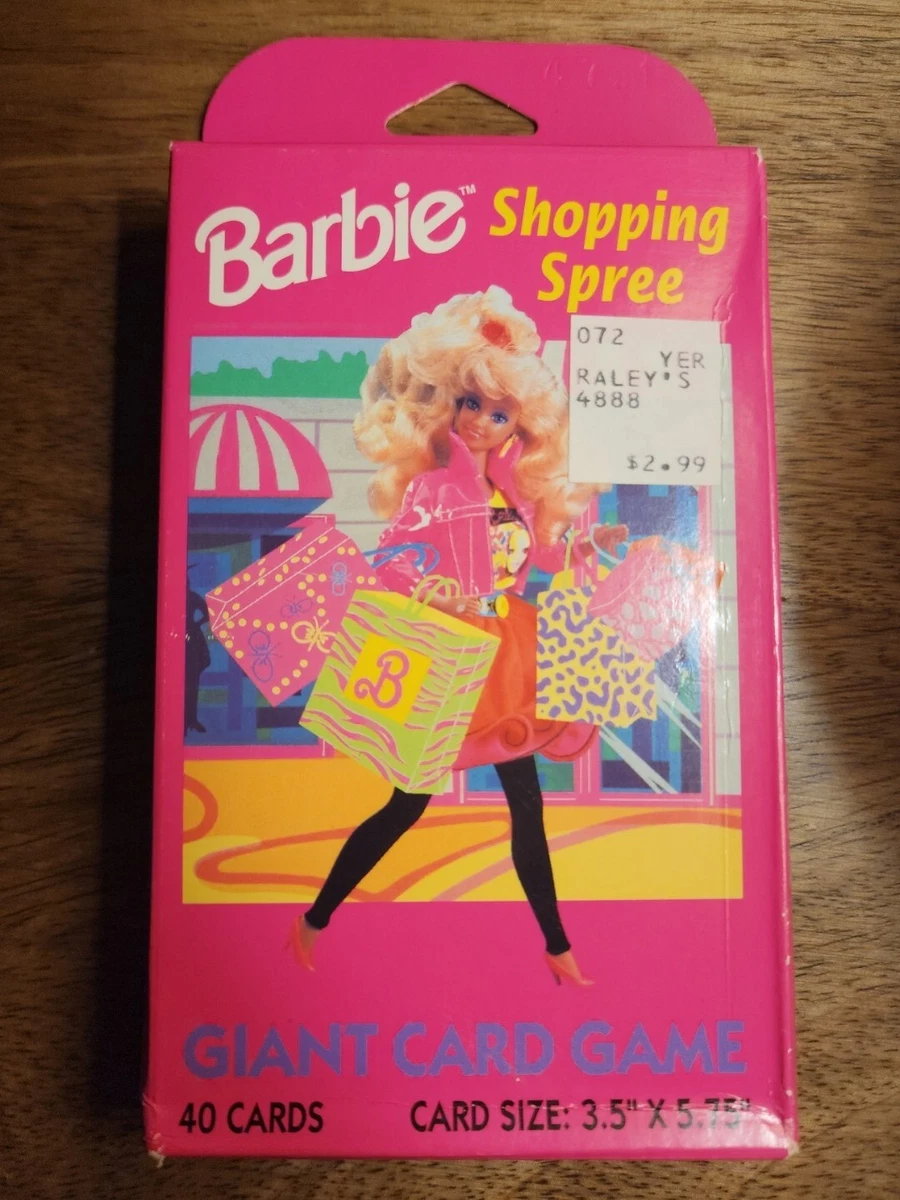 Barbie™ Shopping
Spree
072
YER
RALEY'S
4888
$2.99
B
GIANT CARD GAME
40 CARDS CARD SIZE: 3.5" X 5.75"